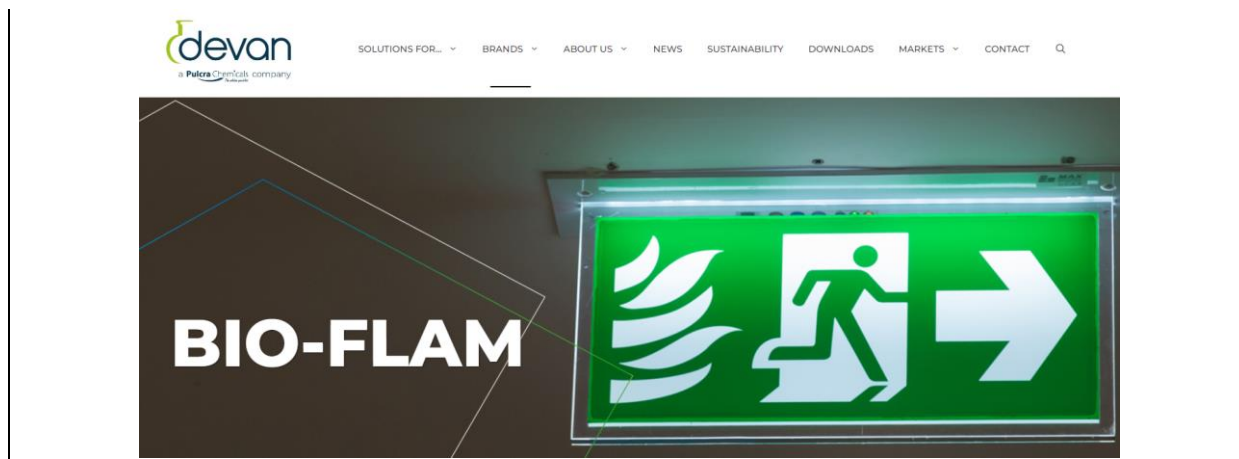 devan
a Pulcra Chemicals company
SOLUTIONS FOR... BRANDS ABOUT US NEWS SUSTAINABILITY DOWNLOADS MARKETS CONTACT
BIO-FLAM